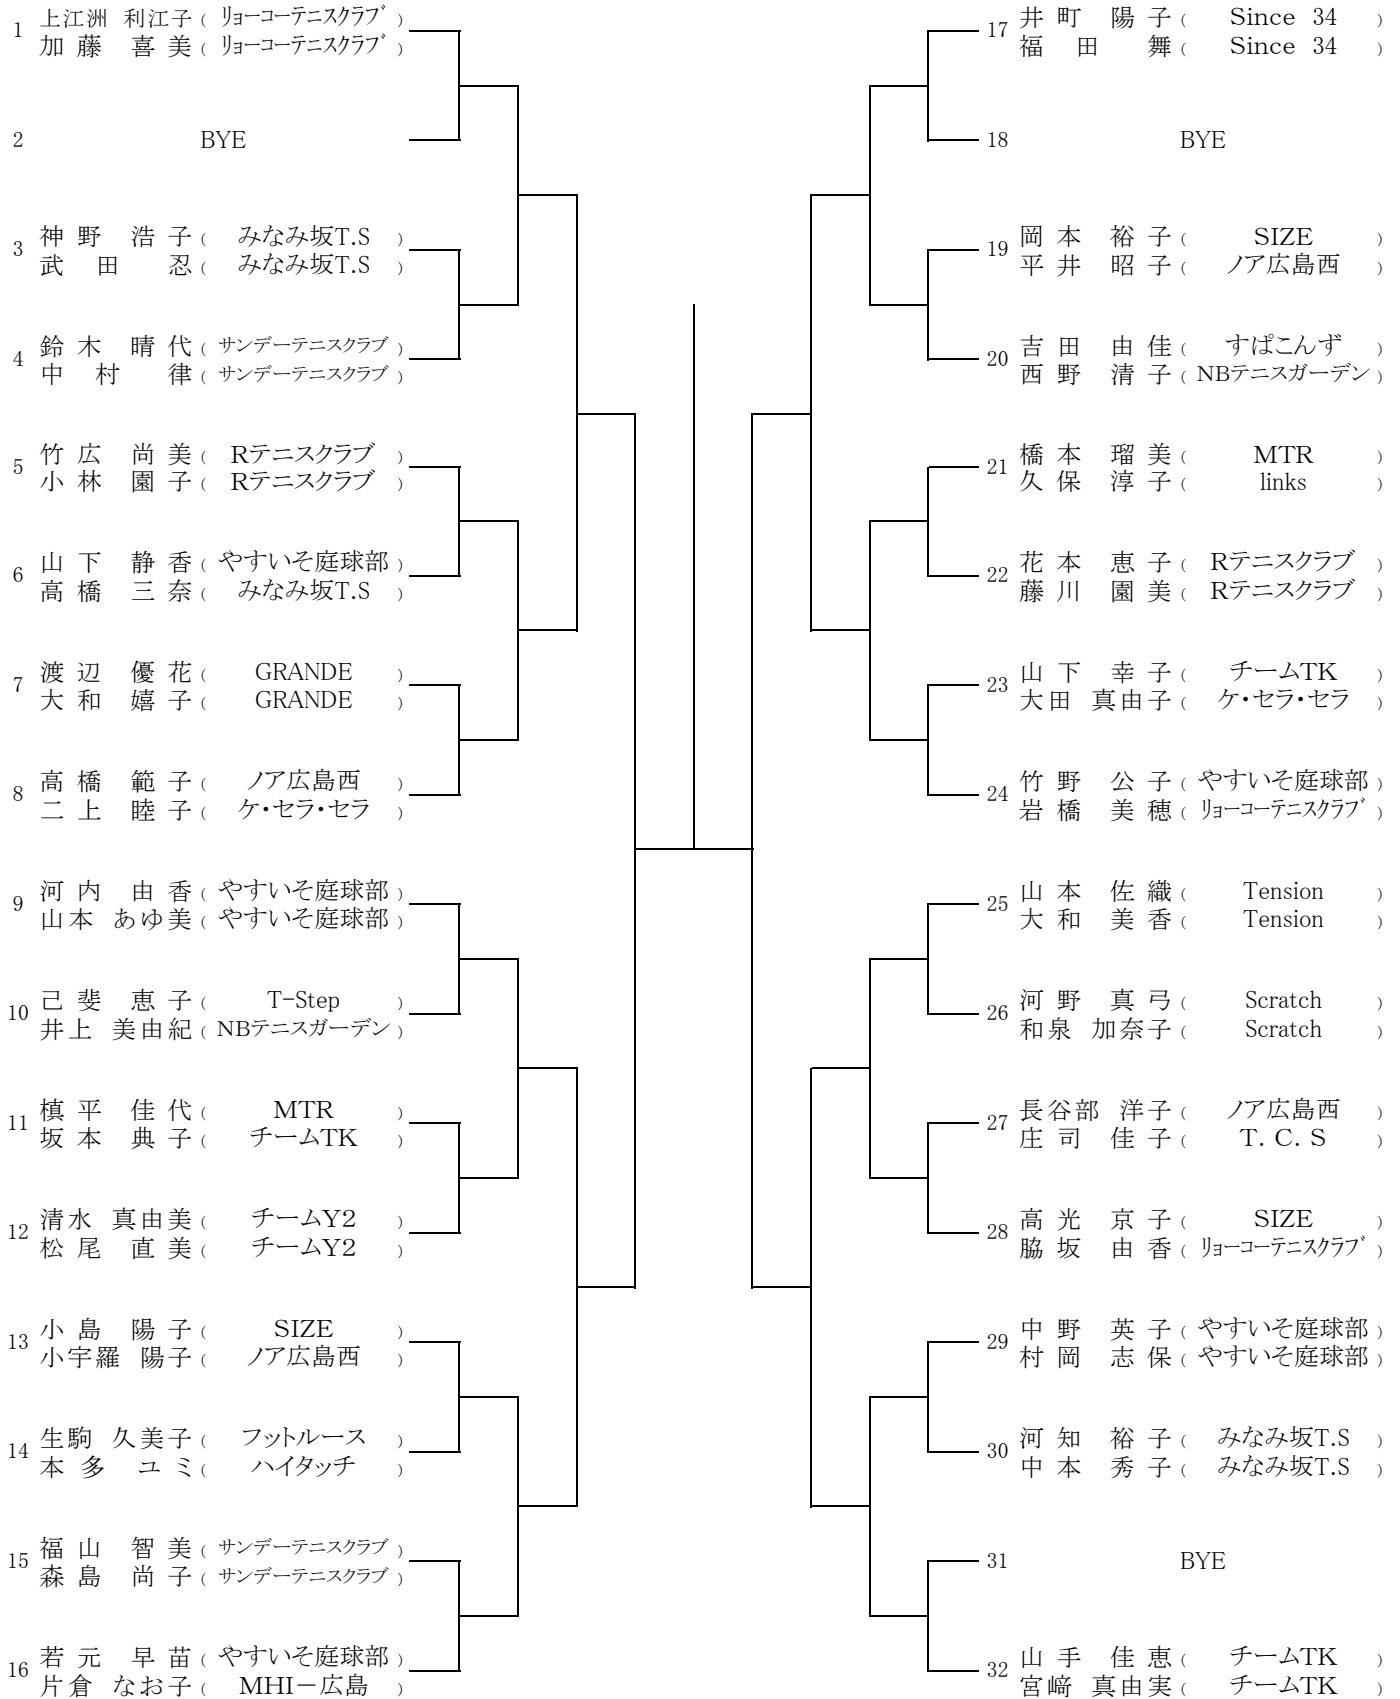 1 上江洲 利江子 ( リョーコーテニスクラブ )
加藤 喜美 ( リョーコーテニスクラブ )
2 BYE
3 神野 浩子 ( みなみ坂T.S )
武田 忍 ( みなみ坂T.S )
4 鈴木 晴代 ( サンデーテニスクラブ )
中村 律 ( サンデーテニスクラブ )
5 竹広 尚美 ( Rテニスクラブ )
小林 園子 ( Rテニスクラブ )
6 山下 静香 ( やすいそ庭球部 )
高橋 三奈 ( みなみ坂T.S )
7 渡辺 優花 ( GRANDE )
大和 嬉子 ( GRANDE )
8 高橋 範子 ( ノア広島西 )
二上 睦子 ( ケ・セラ・セラ )
9 河内 由香 ( やすいそ庭球部 )
山本 あゆ美 ( やすいそ庭球部 )
10 己斐 恵子 ( T-Step )
井上 美由紀 ( NBテニスガーデン )
11 槙平 佳代 ( MTR )
坂本 典子 ( チームTK )
12 清水 真由美 ( チームY2 )
松尾 直美 ( チームY2 )
13 小島 陽子 ( SIZE )
小宇羅 陽子 ( ノア広島西 )
14 生駒 久美子 ( フットルース )
本多 ユミ ( ハイタッチ )
15 福山 智美 ( サンデーテニスクラブ )
森島 尚子 ( サンデーテニスクラブ )
16 若元 早苗 ( やすいそ庭球部 )
片倉 なお子 ( MHI－広島 )
17 井町 陽子 ( Since 34 )
福田 舞 ( Since 34 )
18 BYE
19 岡本 裕子 ( SIZE )
平井 昭子 ( ノア広島西 )
20 吉田 由佳 ( すぱこんず )
西野 清子 ( NBテニスガーデン )
21 橋本 瑠美 ( MTR )
久保 淳子 ( links )
22 花本 恵子 ( Rテニスクラブ )
藤川 園美 ( Rテニスクラブ )
23 山下 幸子 ( チームTK )
大田 真由子 ( ケ・セラ・セラ )
24 竹野 公子 ( やすいそ庭球部 )
岩橋 美穂 ( リョーコーテニスクラブ )
25 山本 佐織 ( Tension )
大和 美香 ( Tension )
26 河野 真弓 ( Scratch )
和泉 加奈子 ( Scratch )
27 長谷部 洋子 ( ノア広島西 )
庄司 佳子 ( T. C. S )
28 高光 京子 ( SIZE )
脇坂 由香 ( リョーコーテニスクラブ )
29 中野 英子 ( やすいそ庭球部 )
村岡 志保 ( やすいそ庭球部 )
30 河知 裕子 ( みなみ坂T.S )
中本 秀子 ( みなみ坂T.S )
31 BYE
32 山手 佳恵 ( チームTK )
宮﨑 真由実 ( チームTK )